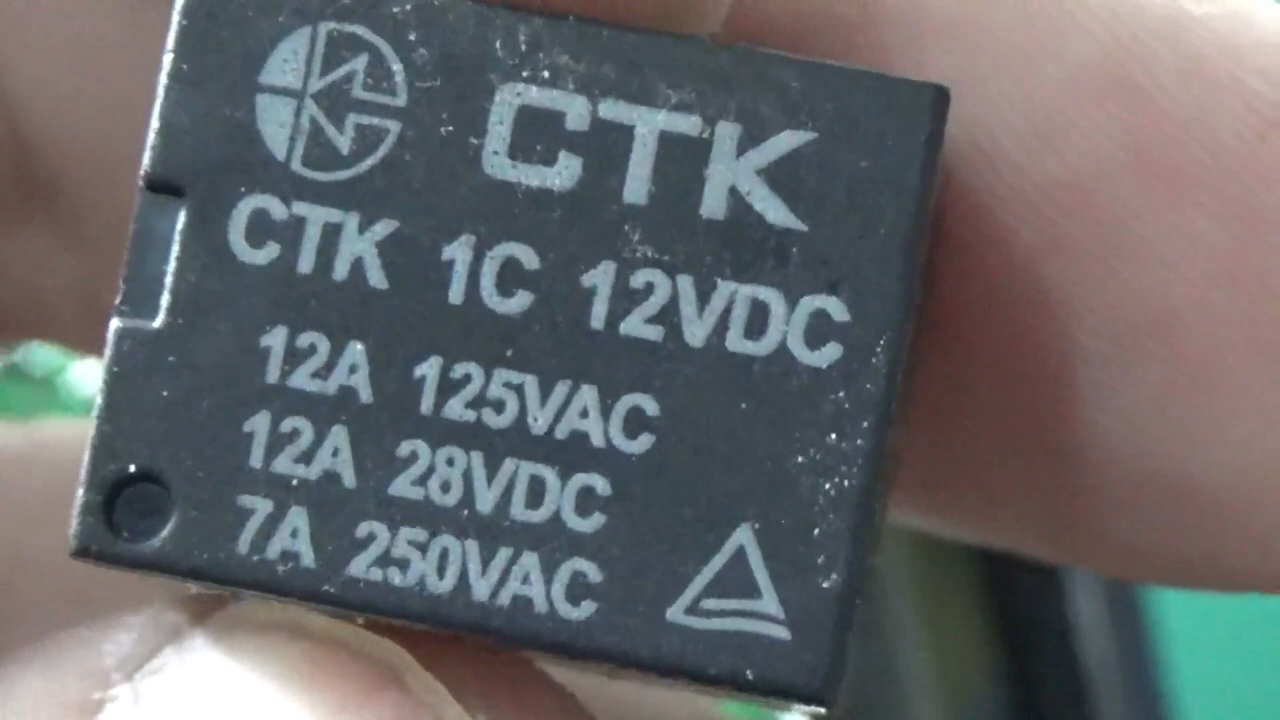 CTK
CTK 1C 12VDC
12A 125VAC
12A 28VDC
7A 250VAC